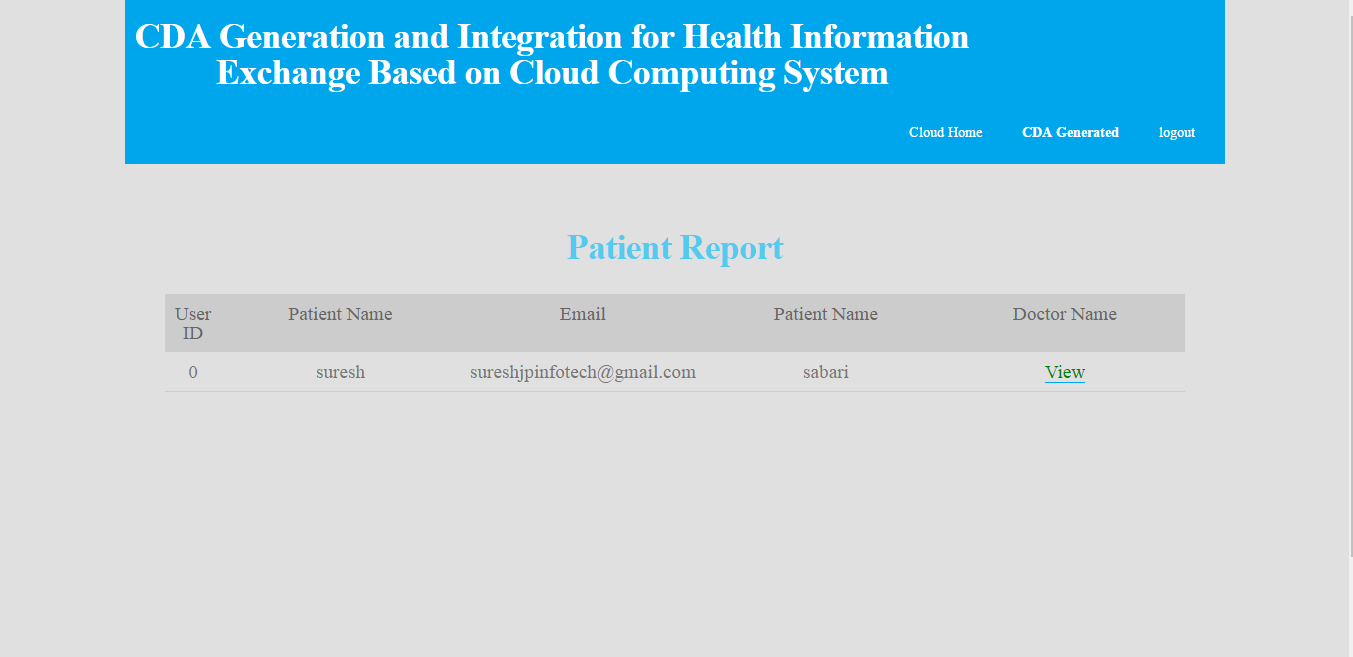 CDA Generation and Integration for Health Information
Exchange Based on Cloud Computing System
Cloud Home CDA Generated logout
Patient Report
User ID Patient Name Email Patient Name Doctor Name
0 suresh sureshjpinfotech@gmail.com sabari View